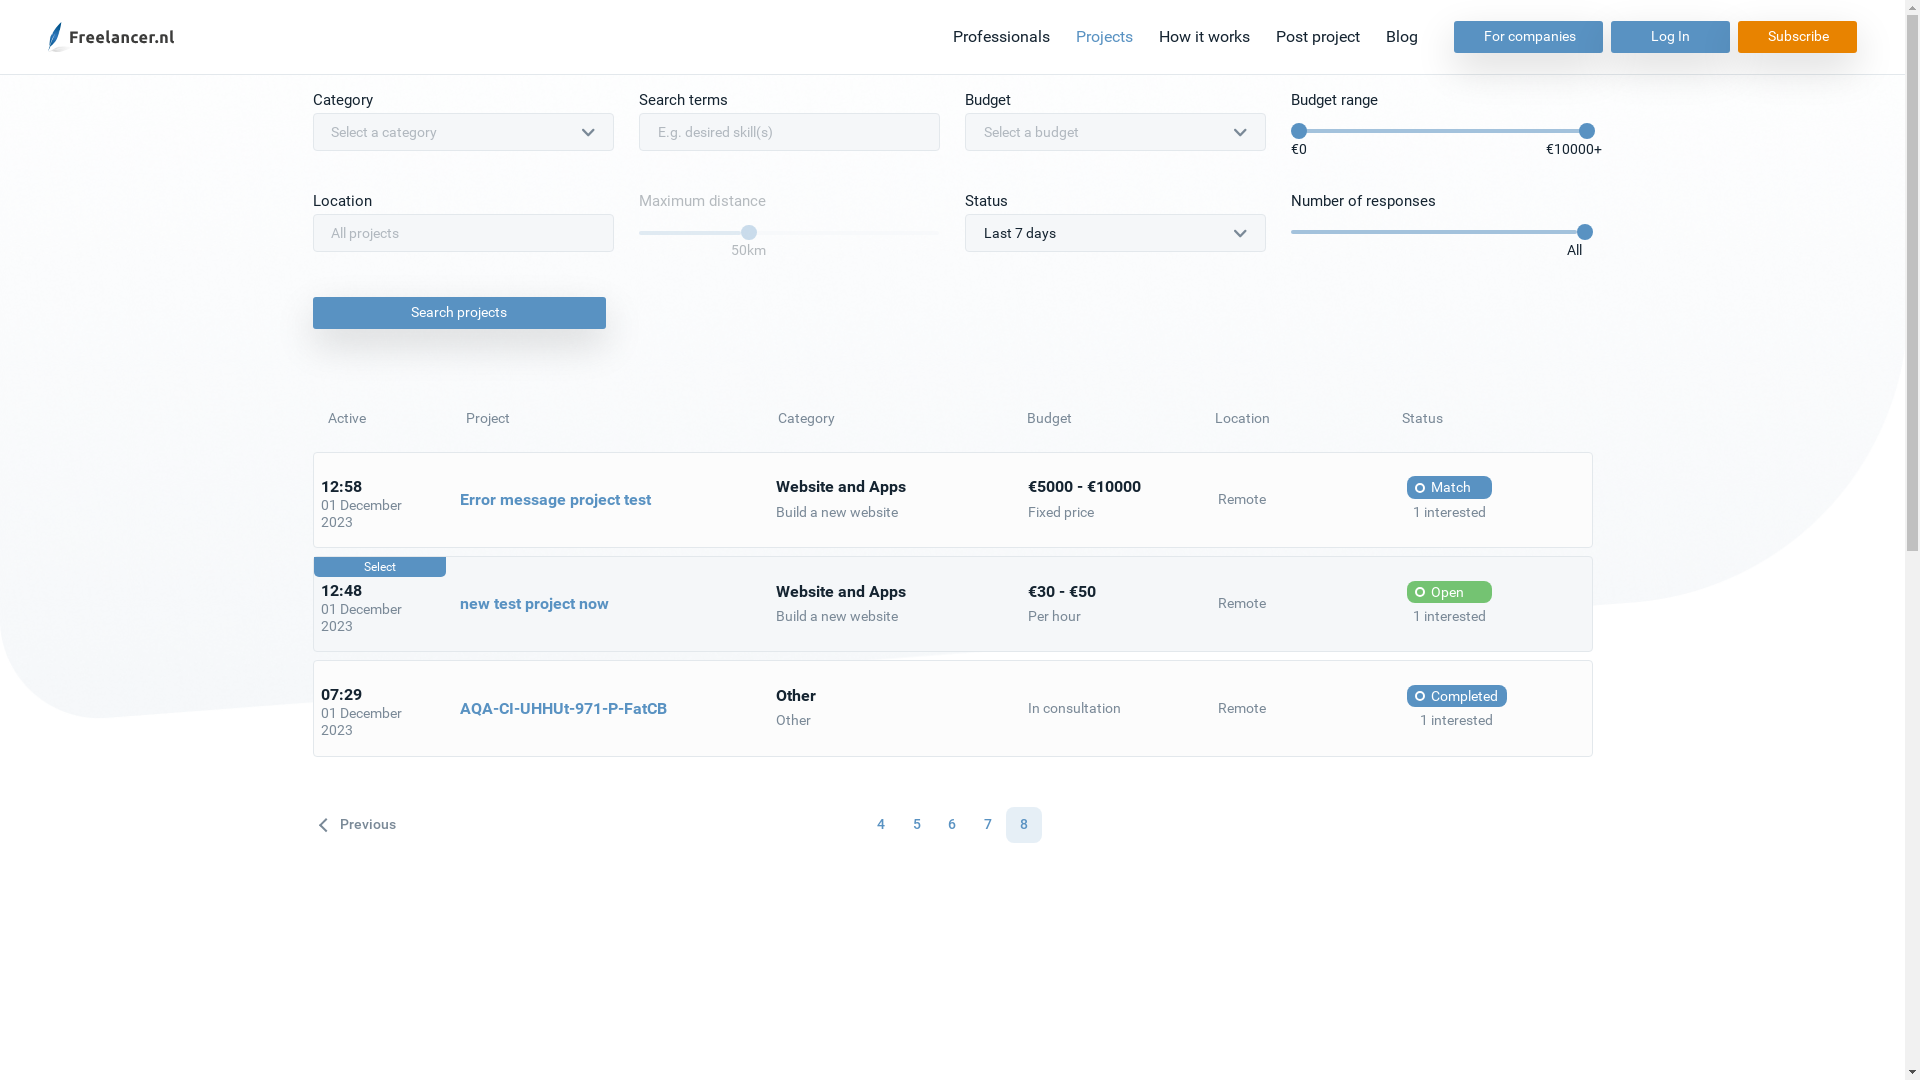 Freelancer.nl
Professionals Projects How it works Post project Blog For companies Log In Subscribe
Category Search terms Budget Budget range
Select a category E.g. desired skill(s) Select a budget
€0 €10000+
Location Maximum distance Status Number of responses
All projects Last 7 days
50km All
Search projects
Active Project Category Budget Location Status
12:58
01 December
2023
Error message project test
Website and Apps
Build a new website
€5000 - €10000
Fixed price
Remote
Match
1 interested
Select
12:48
01 December
2023
new test project now
Website and Apps
Build a new website
€30 - €50
Per hour
Remote
Open
1 interested
07:29
01 December
2023
AQA-CI-UHHUt-971-P-FatCB
Other
Other
In consultation
Remote
Completed
1 interested
Previous 4 5 6 7 8